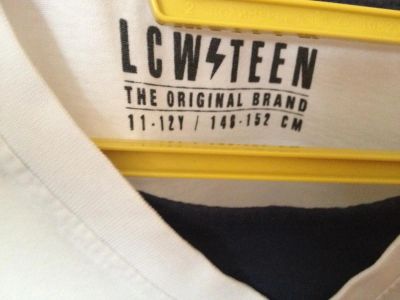 LCW⚡TEEN
THE ORIGINAL BRAND
11-12Y / 146-152 CM